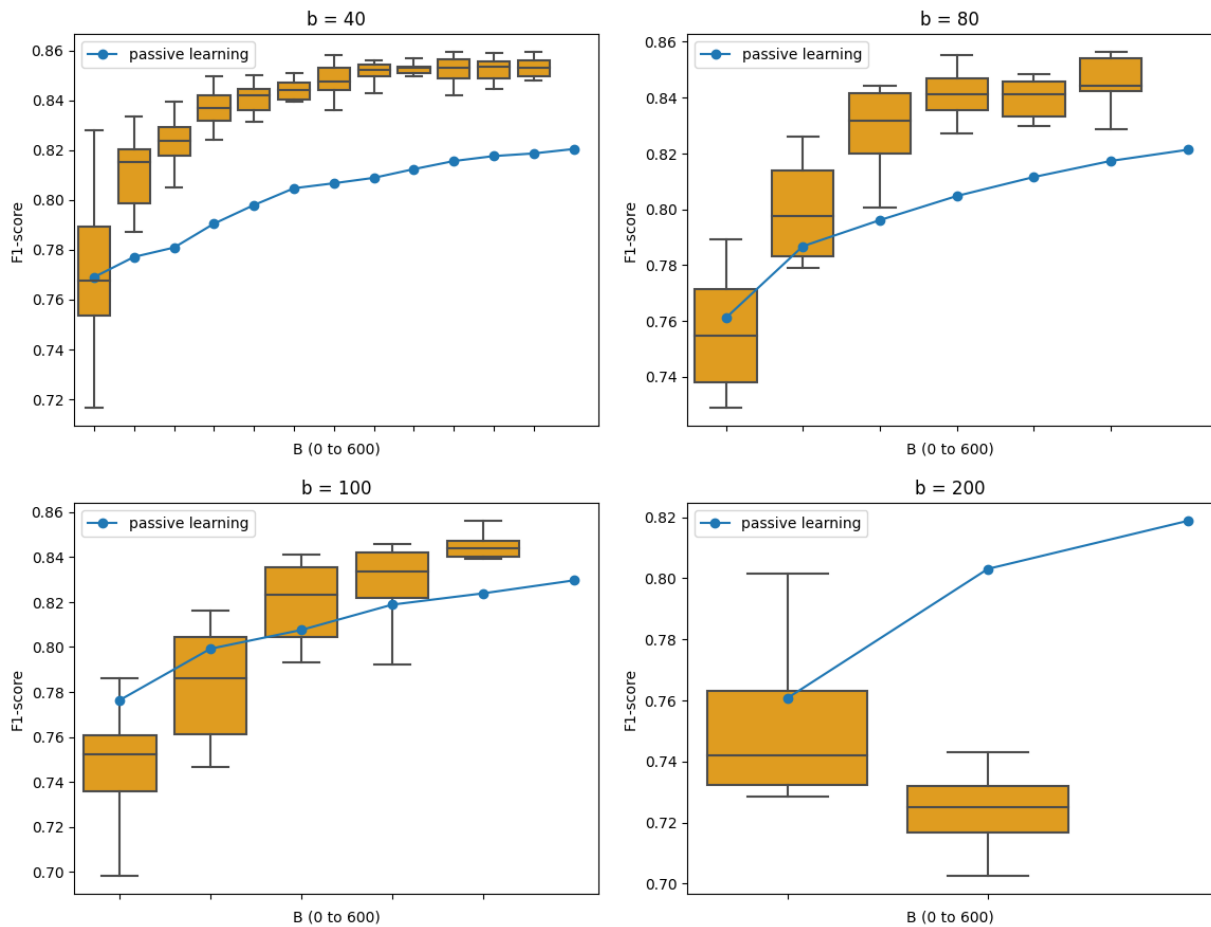 b = 40
passive learning
F1-score
0.86
0.84
0.82
0.80
0.78
0.76
0.74
0.72
B (0 to 600)
b = 80
passive learning
F1-score
0.86
0.84
0.82
0.80
0.78
0.76
0.74
B (0 to 600)
b = 100
passive learning
F1-score
0.86
0.84
0.82
0.80
0.78
0.76
0.74
0.72
0.70
B (0 to 600)
b = 200
passive learning
F1-score
0.82
0.80
0.78
0.76
0.74
0.72
0.70
B (0 to 600)